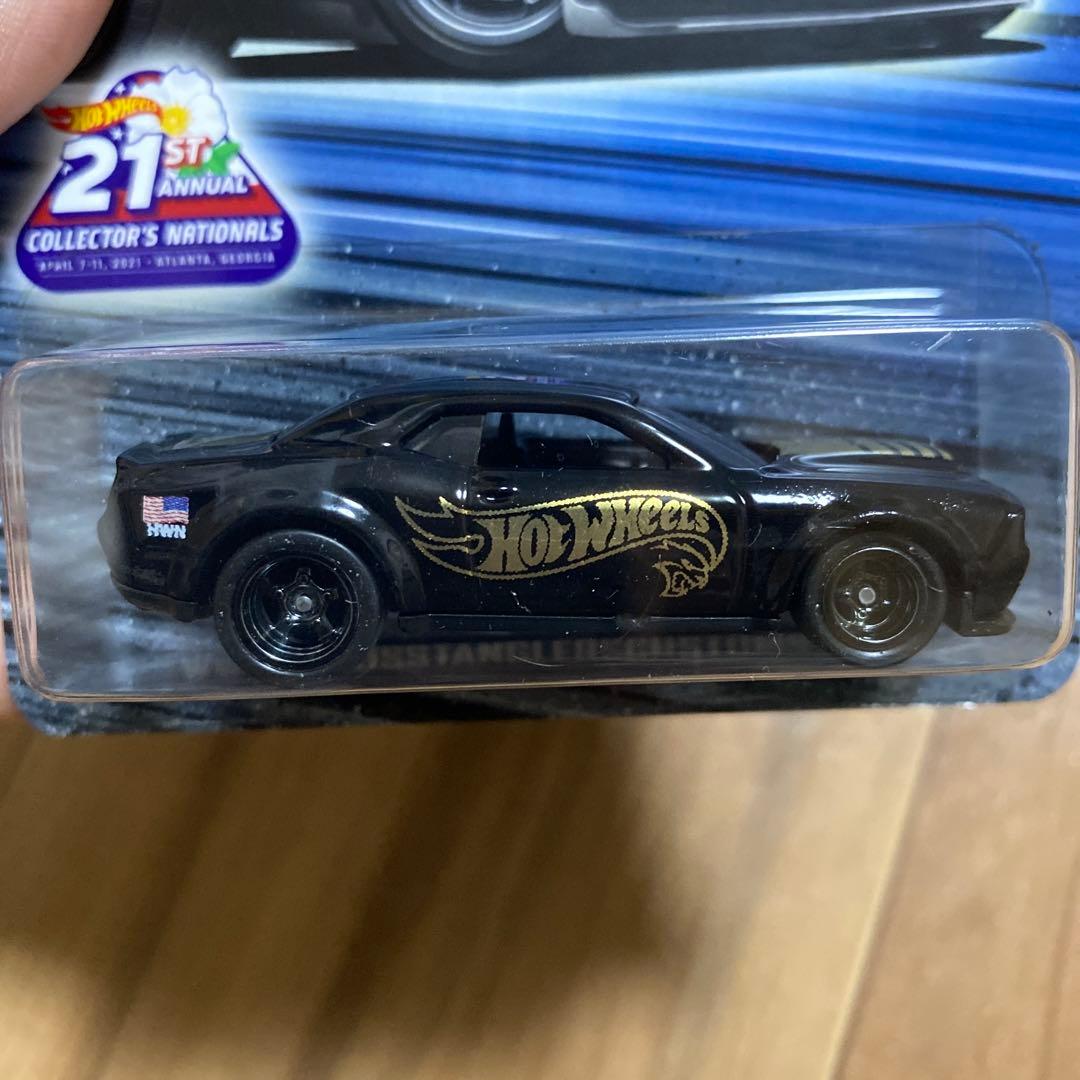 HOT WHEELS
21ST
ANNUAL
COLLECTOR'S NATIONALS
APRIL 7-11, 2021 - ATLANTA, GEORGIA
HOT WHEELS
HWN